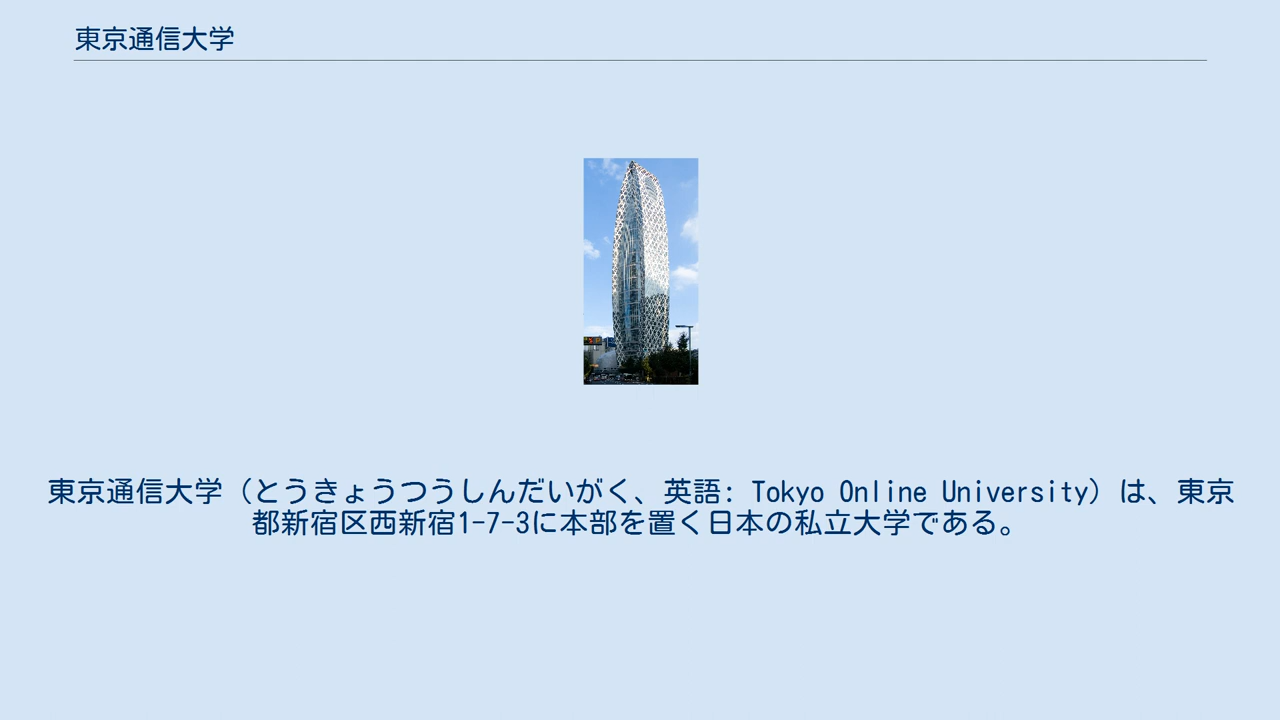 東京通信大学
東京通信大学（とうきょうつうしんだいがく、英語: Tokyo Online University）は、東京
都新宿区西新宿1-7-3に本部を置く日本の私立大学である。